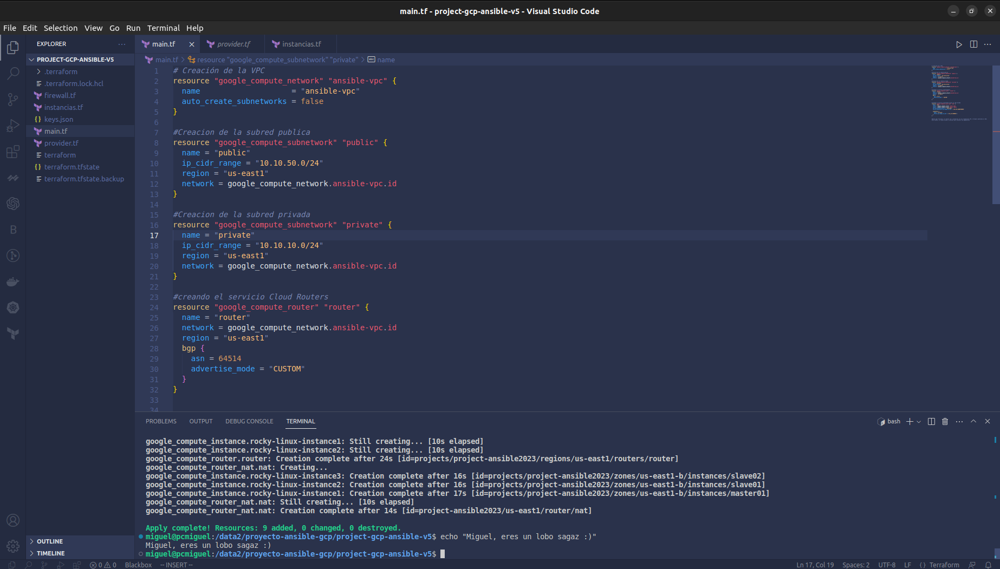 main.tf - project-gcp-ansible-v5 - Visual Studio Code
File Edit Selection View Go Run Terminal Help
EXPLORER
PROJECT-GCP-ANSIBLE-V5
.terraform
.terraform.lock.hcl
firewall.tf
instancias.tf
keys.json
main.tf
provider.tf
terraform
terraform.tfstate
terraform.tfstate.backup
OUTLINE
TIMELINE
main.tf provider.tf instancias.tf
main.tf > resource "google_compute_subnetwork" "private" > name
1 # Creación de la VPC
2 resource "google_compute_network" "ansible-vpc" {
3 name = "ansible-vpc"
4 auto_create_subnetworks = false
5 }
6
7 #Creacion de la subred publica
8 resource "google_compute_subnetwork" "public" {
9 name = "public"
10 ip_cidr_range = "10.10.50.0/24"
11 region = "us-east1"
12 network = google_compute_network.ansible-vpc.id
13 }
14
15 #Creacion de la subred privada
16 resource "google_compute_subnetwork" "private" {
17 name = "private"
18 ip_cidr_range = "10.10.10.0/24"
19 region = "us-east1"
20 network = google_compute_network.ansible-vpc.id
21 }
22
23 #creando el servicio Cloud Routers
24 resource "google_compute_router" "router" {
25 name = "router"
26 network = google_compute_network.ansible-vpc.id
27 region = "us-east1"
28 bgp {
29 asn = 64514
30 advertise_mode = "CUSTOM"
31 }
32 }
33
34
PROBLEMS OUTPUT DEBUG CONSOLE TERMINAL
bash
google_compute_instance.rocky-linux-instance1: Still creating... [10s elapsed]
google_compute_instance.rocky-linux-instance2: Still creating... [10s elapsed]
google_compute_router.router: Creation complete after 24s [id=projects/project-ansible2023/regions/us-east1/routers/router]
google_compute_router_nat.nat: Creating...
google_compute_instance.rocky-linux-instance3: Creation complete after 16s [id=projects/project-ansible2023/zones/us-east1-b/instances/slave02]
google_compute_instance.rocky-linux-instance2: Creation complete after 16s [id=projects/project-ansible2023/zones/us-east1-b/instances/slave01]
google_compute_instance.rocky-linux-instance1: Creation complete after 17s [id=projects/project-ansible2023/zones/us-east1-b/instances/master01]
google_compute_router_nat.nat: Still creating... [10s elapsed]
google_compute_router_nat.nat: Creation complete after 14s [id=project-ansible2023/us-east1/router/nat]
Apply complete! Resources: 9 added, 0 changed, 0 destroyed.
miguel@pcmiguel:/data2/proyecto-ansible-gcp/project-gcp-ansible-v5$ echo "Miguel, eres un lobo sagaz :)"
Miguel, eres un lobo sagaz :)
miguel@pcmiguel:/data2/proyecto-ansible-gcp/project-gcp-ansible-v5$
0 0 Blackbox -- INSERT -- Ln 17, Col 19 Spaces: 2 UTF-8 LF { } Terraform